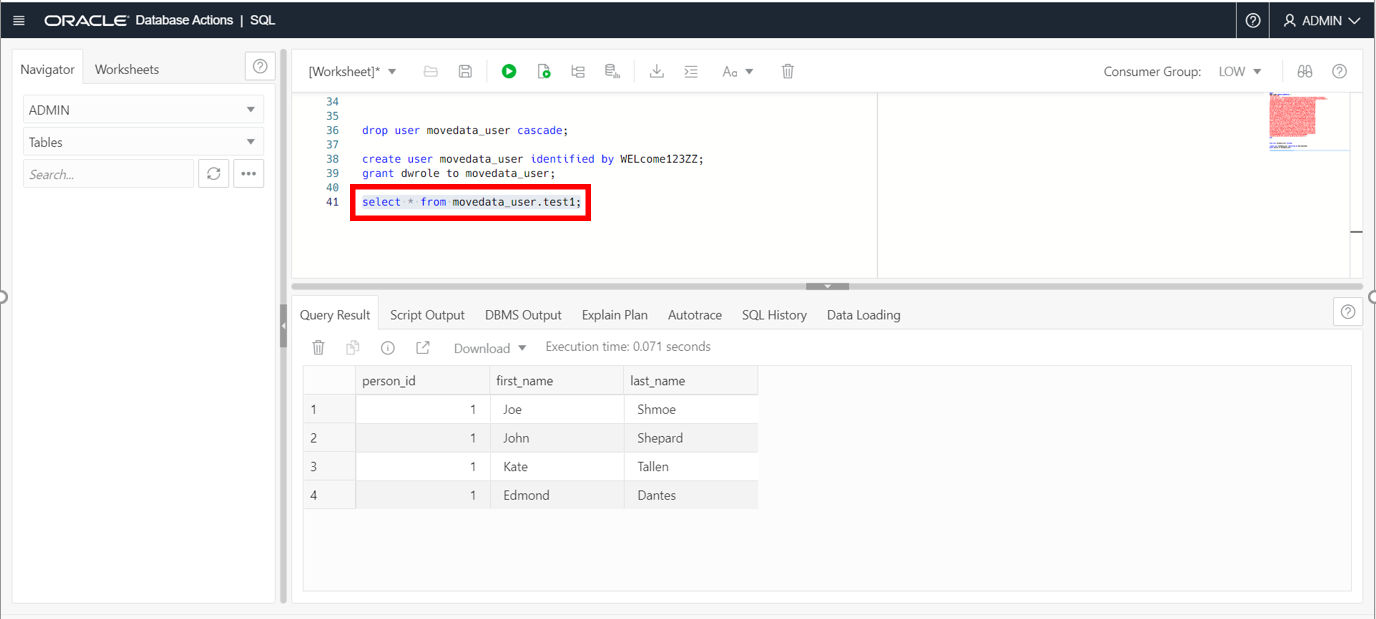 ORACLE Database Actions | SQL
ADMIN
Navigator
Worksheets
[Worksheet]*
Aa
Consumer Group: LOW
ADMIN
Tables
Search...
34
35
36 drop user movedata_user cascade;
37
38 create user movedata_user identified by WELcome123ZZ;
39 grant dwrole to movedata_user;
40
41 select * from movedata_user.test1;
Query Result Script Output DBMS Output Explain Plan Autotrace SQL History Data Loading
Download Execution time: 0.071 seconds
person_id first_name last_name
1 1 Joe Shmoe
2 1 John Shepard
3 1 Kate Tallen
4 1 Edmond Dantes